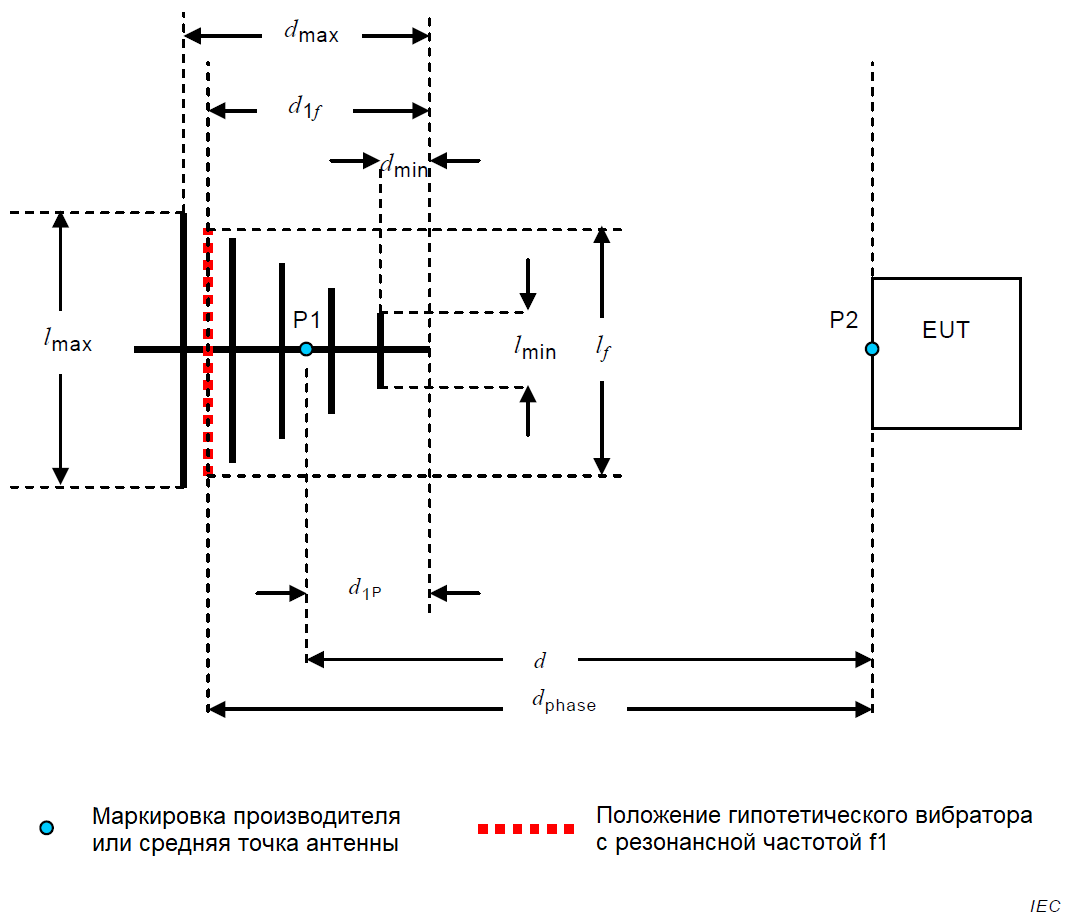 dmax
d1f
dmin
P1
P2
EUT
lmax
lmin
lf
d1P
d
dphase
Маркировка производителя
или средняя точка антенны
Положение гипотетического вибратора
с резонансной частотой f1
IEC